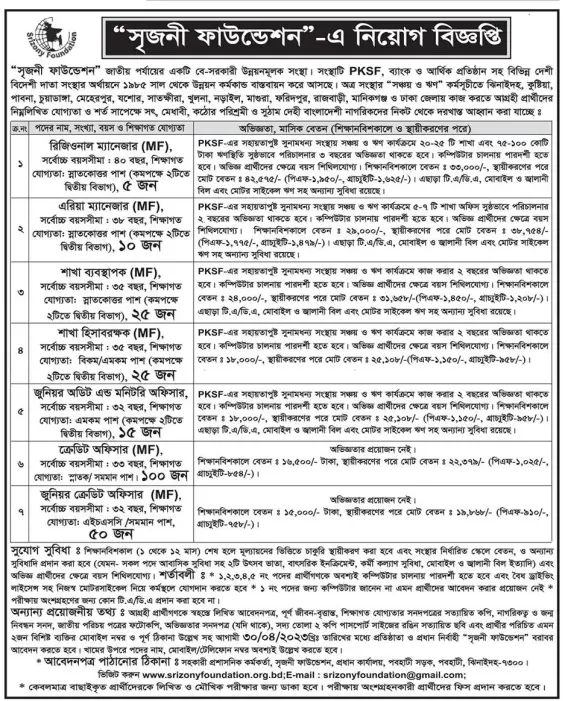 Srizony Foundation
“সৃজনী ফাউন্ডেশন”-এ নিয়োগ বিজ্ঞপ্তি
“সৃজনী ফাউন্ডেশন” জাতীয় পর্যায়ের একটি বে-সরকারী উন্নয়নমূলক সংস্থা। সংস্থাটি PKSF, ব্যাংক ও আর্থিক প্রতিষ্ঠান সহ বিভিন্ন দেশী
বিদেশী দাতা সংস্থার অর্থায়নে ১৯৮৫ সাল থেকে উন্নয়ন কর্মকান্ড বাস্তবায়ন করে আসছে। অত্র সংস্থার “সঞ্চয় ও ঋণ” কর্মসূচিতে ঝিনাইদহ, কুষ্টিয়া,
পাবনা, চুয়াডাঙ্গা, মেহেরপুর, যশোর, সাতক্ষীরা, খুলনা, নড়াইল, মাগুরা, ফরিদপুর, রাজবাড়ী, মানিকগঞ্জ ও ঢাকা জেলায় কাজ করতে আগ্রহী প্রার্থীদের
নিম্নলিখিত যোগ্যতা ও শর্ত সাপেক্ষে সৎ, মেধাবী, কঠোর পরিশ্রমী ও সুঠাম দেহী বাংলাদেশী নাগরিকদের নিকট থেকে দরখাস্ত আহ্বান করা যাচ্ছে ঃ
ক্র.নং পদের নাম, সংখ্যা, বয়স ও শিক্ষাগত যোগ্যতা অভিজ্ঞতা, মাসিক বেতন (শিক্ষানবিশকালে ও স্থায়ীকরণের পরে)
১ রিজিওনাল ম্যানেজার (MF),
সর্বোচ্চ বয়সসীমা : ৪০ বছর, শিক্ষাগত
যোগ্যতা: স্নাতকোত্তর পাশ (কমপক্ষে ২টিতে
দ্বিতীয় বিভাগ), ৫ জন
PKSF-এর সহায়তাপুষ্ট সুনামধন্য সংস্থায় সঞ্চয় ও ঋণ কার্যক্রমে ২০-২৫ টি শাখা এবং ৭৫-১০০ কোটি
টাকা ঋণস্থিতি সুষ্ঠভাবে পরিচালনার ৩ বছরের অভিজ্ঞতা থাকতে হবে। কম্পিউটার চালনায় পারদর্শী হতে
হবে। অভিজ্ঞ প্রার্থীদের ক্ষেত্রে বয়স শিথিলযোগ্য। শিক্ষানবিশকালে বেতন : ৩৩,০০০/-, স্থায়ীকরণের পরে
মোট বেতন : ৪২,৫৭৫/- (পিএফ-১,৯৫০/-, গ্রাচ্যুইটি-১,৬২৫/-)। এছাড়া টি.এ/ডি.এ, মোবাইল ও জ্বালানী
বিল এবং মোটর সাইকেল ঋণ সহ অন্যান্য সুবিধা রয়েছে।
২ এরিয়া ম্যানেজার (MF),
সর্বোচ্চ বয়সসীমা : ৩৮ বছর, শিক্ষাগত
যোগ্যতা: স্নাতকোত্তর পাশ (কমপক্ষে ২টিতে
দ্বিতীয় বিভাগ), ১০ জন
PKSF-এর সহায়তাপুষ্ট সুনামধন্য সংস্থায় সঞ্চয় ও ঋণ কার্যক্রমে ৫-৭ টি শাখা অফিস সুষ্ঠভাবে পরিচালনার
২ বছরের অভিজ্ঞতা থাকতে হবে। কম্পিউটার চালনায় পারদর্শী হতে হবে। অভিজ্ঞ প্রার্থীদের ক্ষেত্রে বয়স
শিথিলযোগ্য। শিক্ষানবিশকালে বেতন : ২৯,০০০/-, স্থায়ীকরণের পরে মোট বেতন : ৩৮,৭৫৪/-
(পিএফ-১,৭৭৫/-, গ্রাচ্যুইটি-১,৪৭৯/-)। এছাড়া টি.এ/ডি.এ, মোবাইল ও জ্বালানী বিল এবং মোটর সাইকেল
ঋণ সহ অন্যান্য সুবিধা রয়েছে।
৩ শাখা ব্যবস্থাপক (MF),
সর্বোচ্চ বয়সসীমা : ৩৫ বছর, শিক্ষাগত
যোগ্যতা: স্নাতকোত্তর পাশ (কমপক্ষে
২টিতে দ্বিতীয় বিভাগ), ২৫ জন
PKSF-এর সহায়তাপুষ্ট সুনামধন্য সংস্থায় সঞ্চয় ও ঋণ কার্যক্রমে কাজ করার ২ বছরের অভিজ্ঞতা থাকতে
হবে। কম্পিউটার চালনায় পারদর্শী হতে হবে। অভিজ্ঞ প্রার্থীদের ক্ষেত্রে বয়স শিথিলযোগ্য। শিক্ষানবিশকালে
বেতন : ২৪,০০০/-, স্থায়ীকরণের পরে মোট বেতন : ৩১,৬৫৮/-(পিএফ-১,৪৫০/-, গ্রাচ্যুইটি-১,২০৮/-)।
এছাড়া টি.এ/ডি.এ, মোবাইল ও জ্বালানী বিল এবং মোটর সাইকেল ঋণ সহ অন্যান্য সুবিধা রয়েছে।
৪ শাখা হিসাবরক্ষক (MF),
সর্বোচ্চ বয়সসীমা : ৩৫ বছর, শিক্ষাগত
যোগ্যতা: বিকম/এমকম পাশ (কমপক্ষে
২টিতে দ্বিতীয় বিভাগ), ২৫ জন
PKSF-এর সহায়তাপুষ্ট সুনামধন্য সংস্থায় সঞ্চয় ও ঋণ কার্যক্রমে কাজ করার ২ বছরের অভিজ্ঞতা থাকতে
হবে। কম্পিউটার চালনায় পারদর্শী হতে হবে। অভিজ্ঞ প্রার্থীদের ক্ষেত্রে বয়স শিথিলযোগ্য। শিক্ষানবিশকালে
বেতন : ১৮,০০০/-, স্থায়ীকরণের পরে মোট বেতন : ২৫,১০৮/- (পিএফ-১,১৫০/-, গ্রাচ্যুইটি-৯৫৮/-)।
৫ জুনিয়র অডিট এন্ড মনিটরি অফিসার,
সর্বোচ্চ বয়সসীমা : ৩২ বছর, শিক্ষাগত
যোগ্যতা: এমকম পাশ (কমপক্ষে ২টিতে
দ্বিতীয় বিভাগ), ১৫ জন
PKSF-এর সহায়তাপুষ্ট সুনামধন্য সংস্থায় সঞ্চয় ও ঋণ কার্যক্রমে কাজ করার ২ বছরের অভিজ্ঞতা থাকতে
হবে। কম্পিউটার চালনায় পারদর্শী হতে হবে। অভিজ্ঞ প্রার্থীদের ক্ষেত্রে বয়স শিথিলযোগ্য। শিক্ষানবিশকালে
বেতন : ১৮,০০০/-, স্থায়ীকরণের পরে মোট বেতন : ২৫,১০৮/- (পিএফ-১,১৫০/-, গ্রাচ্যুইটি-৯৫৮/-)।
এছাড়া টি.এ/ডি.এ, মোবাইল ও জ্বালানী বিল এবং মোটর সাইকেল ঋণ সহ অন্যান্য সুবিধা রয়েছে।
৬ ক্রেডিট অফিসার (MF),
সর্বোচ্চ বয়সসীমা : ৩৩ বছর, শিক্ষাগত
যোগ্যতা: স্নাতক/ সমমান পাশ। ১০০ জন
অভিজ্ঞতার প্রয়োজন নেই।
শিক্ষানবিশকালে বেতন : ১৬,৫০০/- টাকা, স্থায়ীকরণের পরে মোট বেতন : ২২,৩৭৯/- (পিএফ-১,০২৫/-,
গ্রাচ্যুইটি-৮৫৪/-)।
৭ জুনিয়র ক্রেডিট অফিসার (MF),
সর্বোচ্চ বয়সসীমা : ৩২ বছর, শিক্ষাগত
যোগ্যতা: এইচএসসি /সমমান পাশ,
৫০ জন
অভিজ্ঞতার প্রয়োজন নেই।
শিক্ষানবিশকালে বেতন : ১৫,০০০/- টাকা, স্থায়ীকরণের পরে মোট বেতন : ১৯,৮৬৮/- (পিএফ-৯১০/-,
গ্রাচ্যুইটি-৭৫৮/-)।
সুযোগ সুবিধা ঃ শিক্ষানবিশকাল (১ থেকে ১২ মাস) শেষ হলে মূল্যায়নের ভিত্তিতে চাকুরি স্থায়ীকরণ করা হবে এবং সংস্থার নির্ধারিত স্কেলে বেতন, ও অন্যান্য
সুবিধাদি প্রদান করা হবে (যেমন- সকল পদে আবাসিক সুবিধা সহ ২টি উৎসব ভাতা, বাৎসরিক ইনক্রিমেন্ট, কর্মী কল্যাণ সুবিধা, মোবাইল ও জ্বালানী বিল ইত্যাদি) এবং
অভিজ্ঞ প্রার্থীদের ক্ষেত্রে বয়স শিথিলযোগ্য। শর্তাবলী ঃ * ১,২,৩,৪,৫ নং পদের প্রার্থীগণকে অবশ্যই কম্পিউটার চালনায় পারদর্শী হতে হবে এবং বৈধ ড্রাইভিং
লাইসেন্স সহ নিজস্ব মোটরসাইকেল নিয়ে কর্মস্থলে যোগদান করতে হবে। * ১ নং পদের জন্য কম্পিউটার জানেন না এমন প্রার্থীদের আবেদন করার প্রয়োজন নেই *
পরীক্ষায় অংশগ্রহণের জন্য কোন টি.এ/ডি.এ প্রদান করা হবে না।
অন্যান্য প্রয়োজনীয় তথ্য ঃ আগ্রহী প্রার্থীগণকে স্বহস্তে লিখিত আবেদনপত্র, পূর্ণ জীবন-বৃত্তান্ত, শিক্ষাগত যোগ্যতার সনদপত্রের সত্যায়িত কপি, নাগরিকত্ব ও জন্ম
নিবন্ধন সনদ, জাতীয় পরিচয় পত্রের ফটোকপি, অভিজ্ঞতার সনদপত্র (যদি থাকে), সদ্য তোলা ২ কপি পাসপোর্ট সাইজের রঙিন সত্যায়িত ছবি এবং প্রার্থীর পরিচিত এমন
২জন বিশিষ্ট ব্যক্তির মোবাইল নম্বর ও পূর্ণ ঠিকানা উল্লেখ সহ আগামী ৩০/০৪/২০২৩খ্রিঃ তারিখের মধ্যে প্রতিষ্ঠাতা ও প্রধান নির্বাহী “সৃজনী ফাউন্ডেশন” বরাবর
আবেদন করতে হবে। খামের উপরে পদের নাম, মোবাইল/টেলিফোন নম্বর অবশ্যই উল্লেখ করতে হবে।
* আবেদনপত্র পাঠানোর ঠিকানা ঃ সহকারী প্রশাসনিক কর্মকর্তা, সৃজনী ফাউন্ডেশন, প্রধান কার্যালয়, পবহাটী সড়ক, পবহাটী, ঝিনাইদহ-৭৩০০।
ভিজিট করুন www.srizonyfoundation.org.bd;E-mail : srizonyfoundation@gmail.com;
* কেবলমাত্র বাছাইকৃত প্রার্থীদেরকে লিখিত ও মৌখিক পরীক্ষার জন্য ডাকা হবে। পরীক্ষায় অংশগ্রহনকারী প্রার্থীদের ফিস প্রদান করতে হবে।